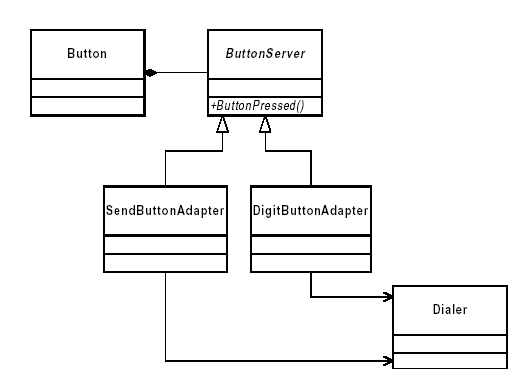 Button
ButtonServer
+ButtonPressed()
SendButtonAdapter
DigitButtonAdapter
Dialer